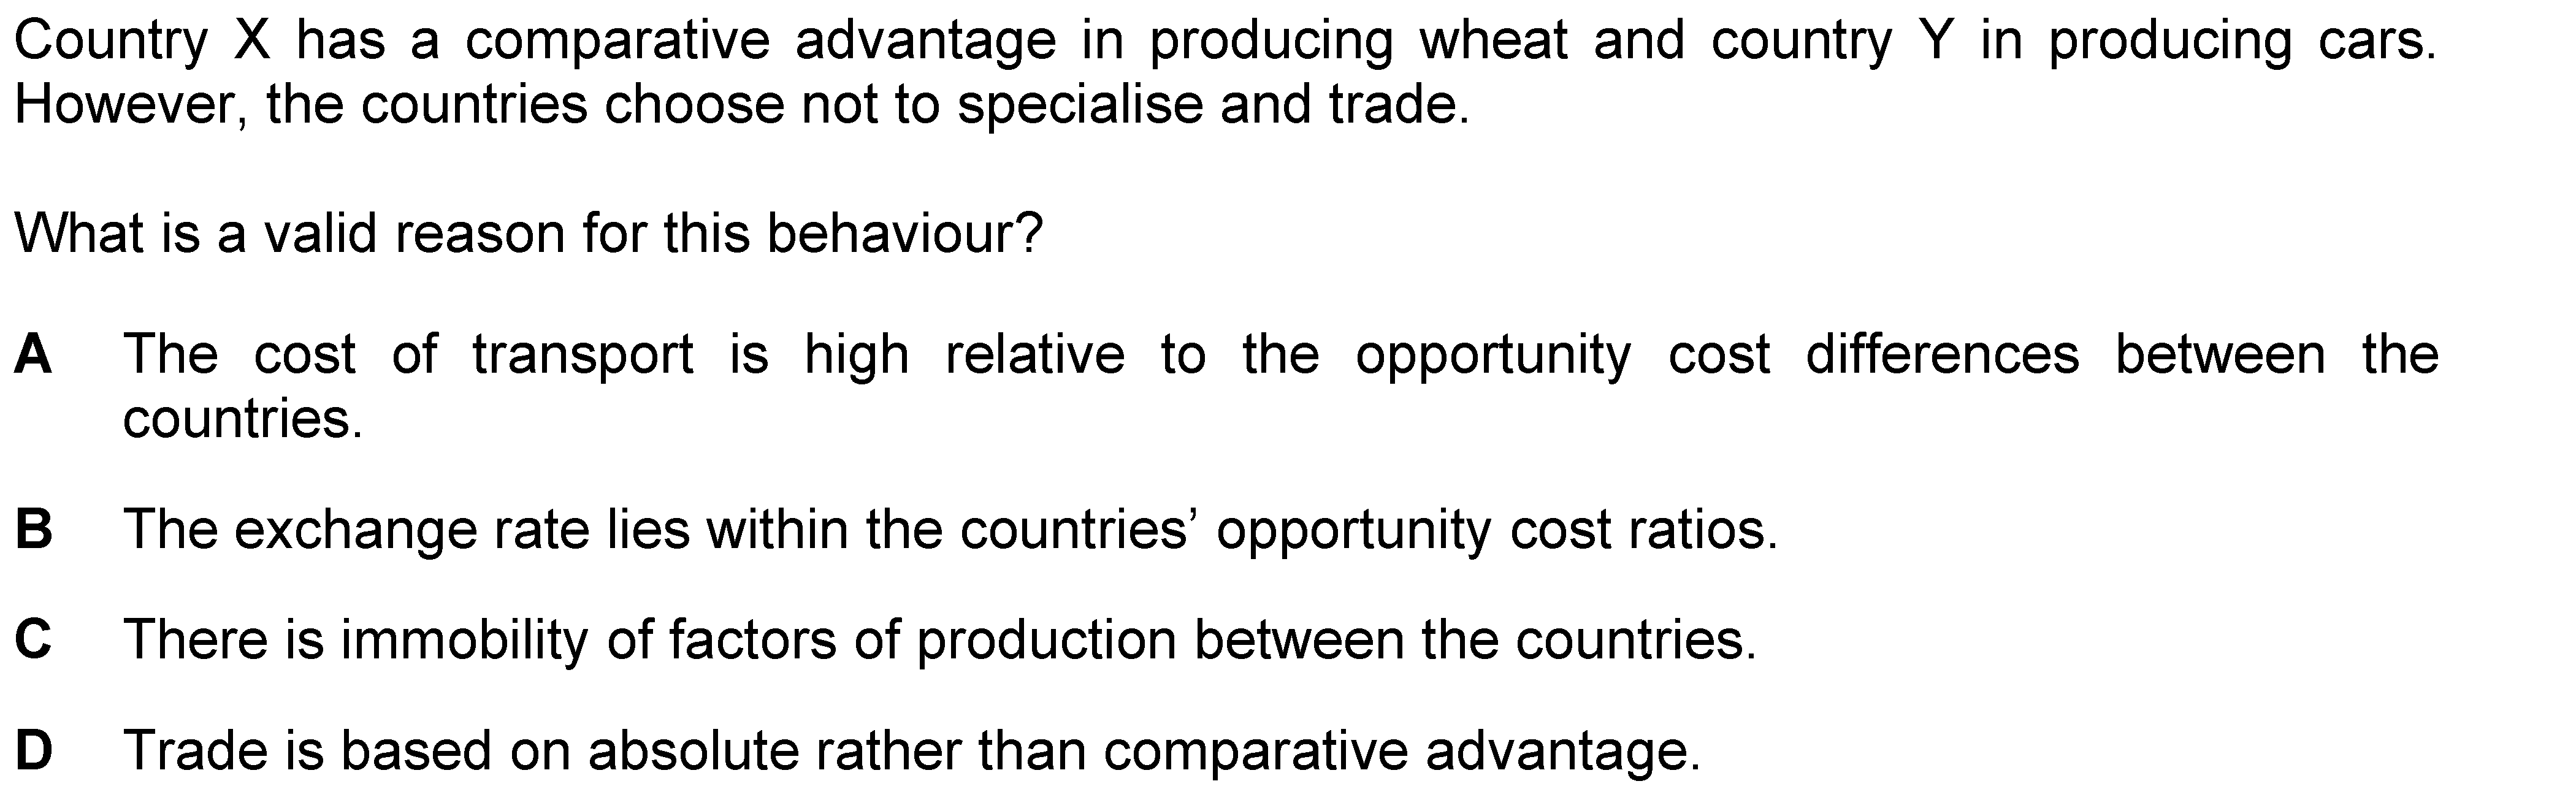 Country X has a comparative advantage in producing wheat and country Y in producing cars.
However, the countries choose not to specialise and trade.
What is a valid reason for this behaviour?
A The cost of transport is high relative to the opportunity cost differences between the
countries.
B The exchange rate lies within the countries’ opportunity cost ratios.
C There is immobility of factors of production between the countries.
D Trade is based on absolute rather than comparative advantage.